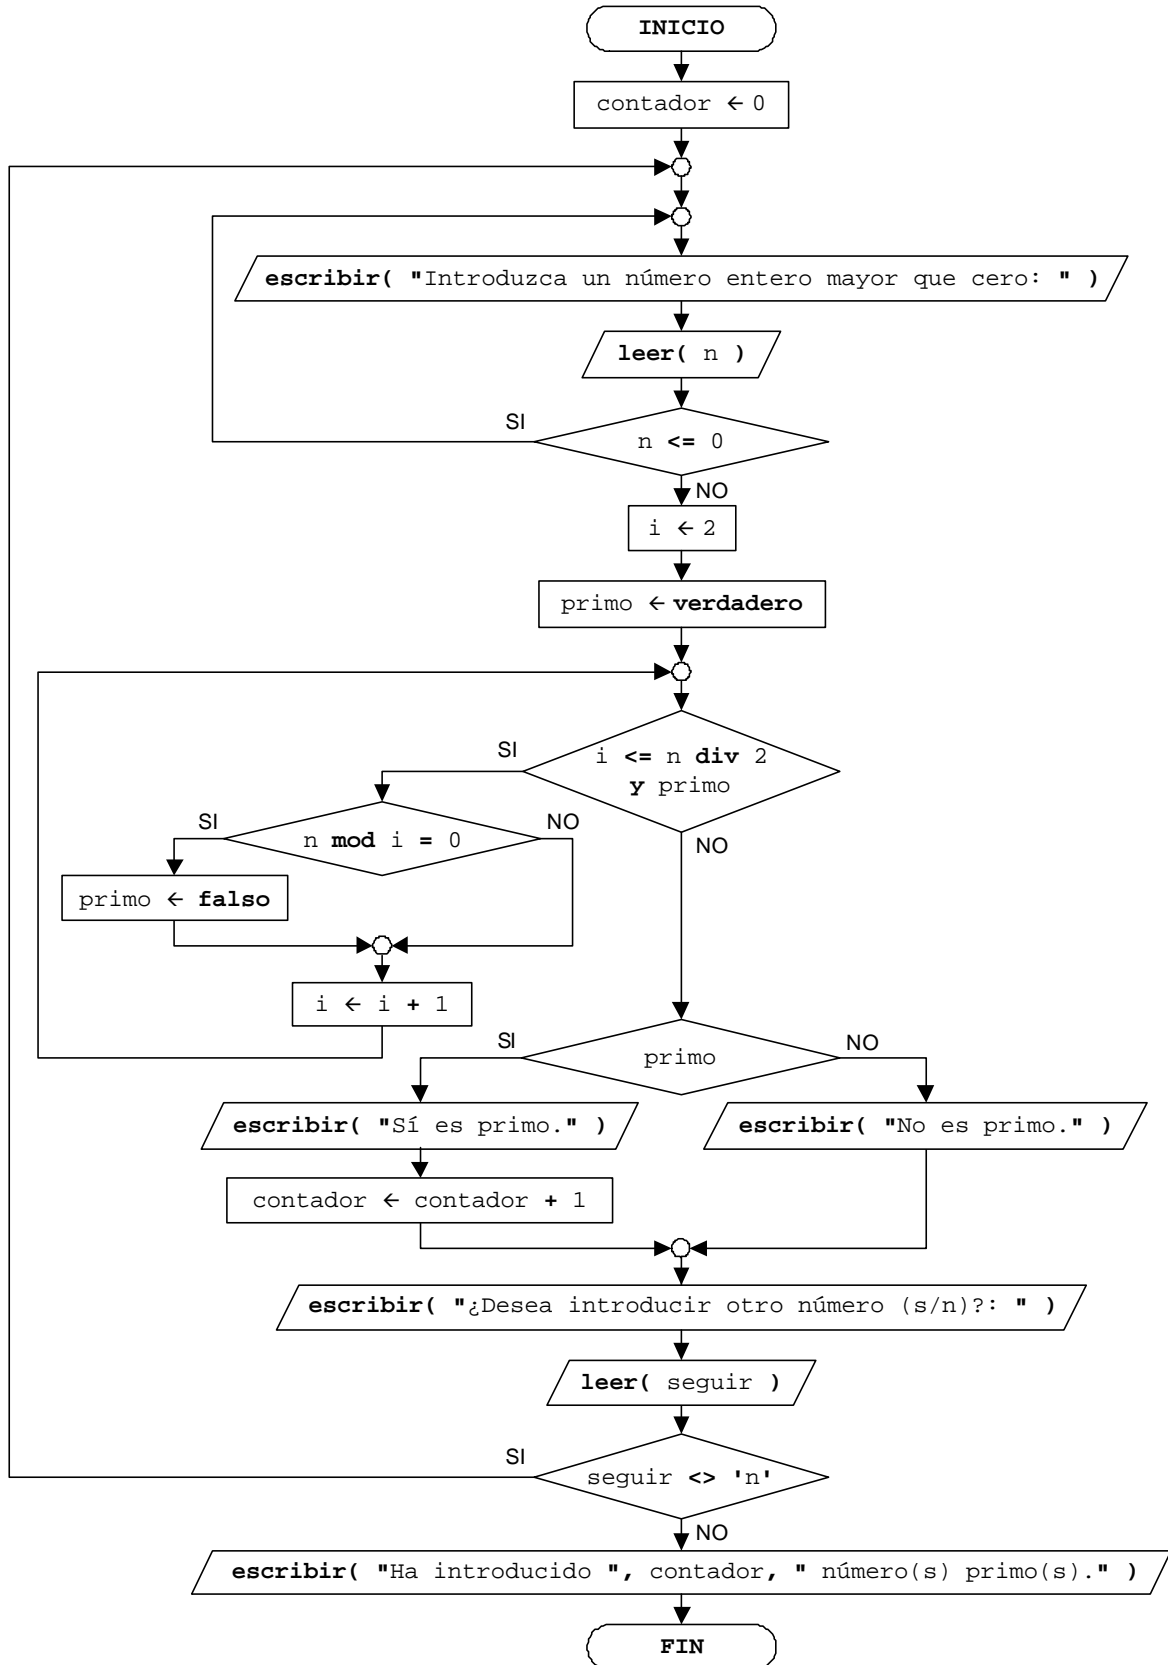 INICIO
contador ← 0
escribir( "Introduzca un número entero mayor que cero: " )
leer( n )
SI
n <= 0
NO
i ← 2
primo ← verdadero
SI
i <= n div 2
y primo
SI
n mod i = 0
NO
NO
primo ← falso
i ← i + 1
SI
primo
NO
escribir( "Sí es primo." )
escribir( "No es primo." )
contador ← contador + 1
escribir( "¿Desea introducir otro número (s/n)?: " )
leer( seguir )
SI
seguir <> 'n'
NO
escribir( "Ha introducido ", contador, " número(s) primo(s)." )
FIN